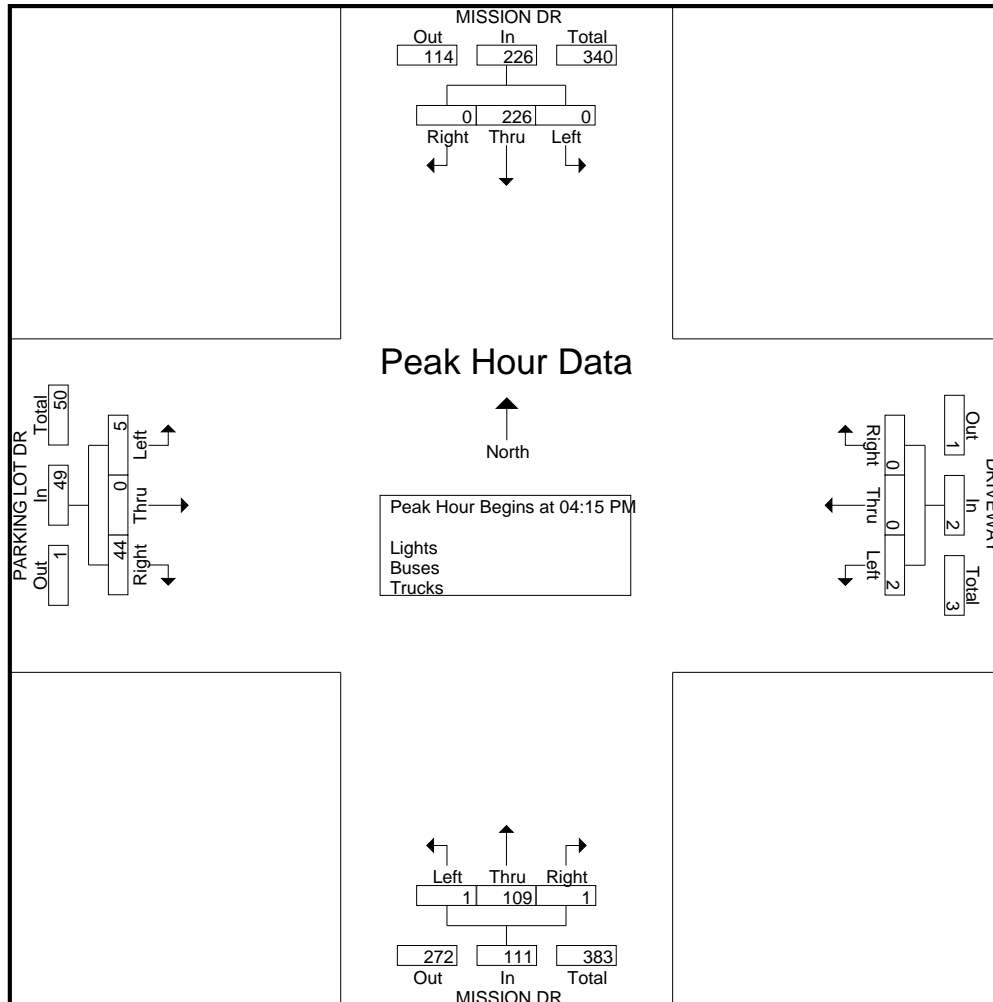 MISSION DR
Out In Total
114 226 340
0 226 0
Right Thru Left
Peak Hour Data
North
Peak Hour Begins at 04:15 PM
Lights
Buses
Trucks
PARKING LOT DR
Out In Total
1 49 50
Right Thru Left
44 0 5
DRIVEWAY
Out In Total
1 2 3
Right Thru Left
0 0 2
Left Thru Right
1 109 1
272 111 383
Out In Total
MISSION DR